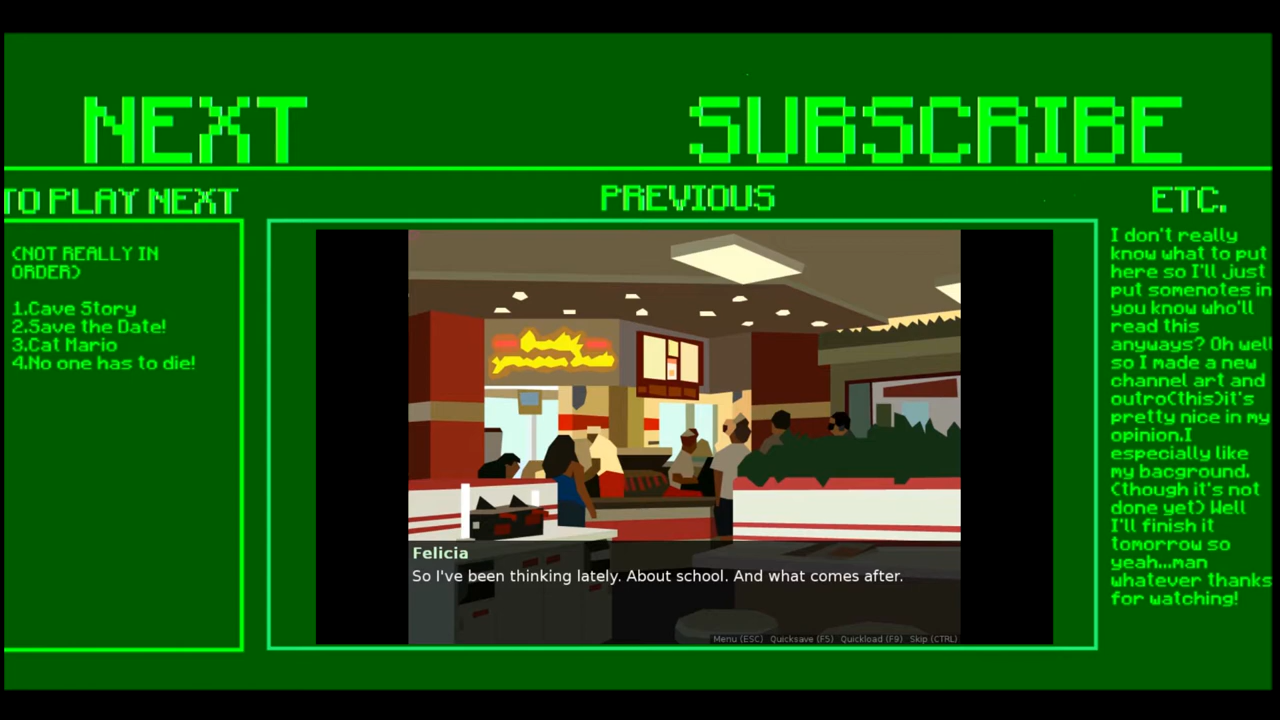 NEXT
SUBSCRIBE
TO PLAY NEXT
PREVIOUS
ETC.
(NOT REALLY IN
ORDER)
1.Cave Story
2.Save the Date!
3.Cat Mario
4.No one has to die!
Felicia
So I've been thinking lately. About school. And what comes after.
Menu (ESC) Quicksave (F5) Quickload (F9) Skip (CTRL)
I don't really
know what to put
here so I'll just
put somenotes in
you know who'll
read this
anyways? Oh well
so I made a new
channel art and
outro(this)it's
pretty nice in my
opinion.I
especially like
my bacground.
(though it's not
done yet) Well
I'll finish it
tomorrow so
yeah...man
whatever thanks
for watching!